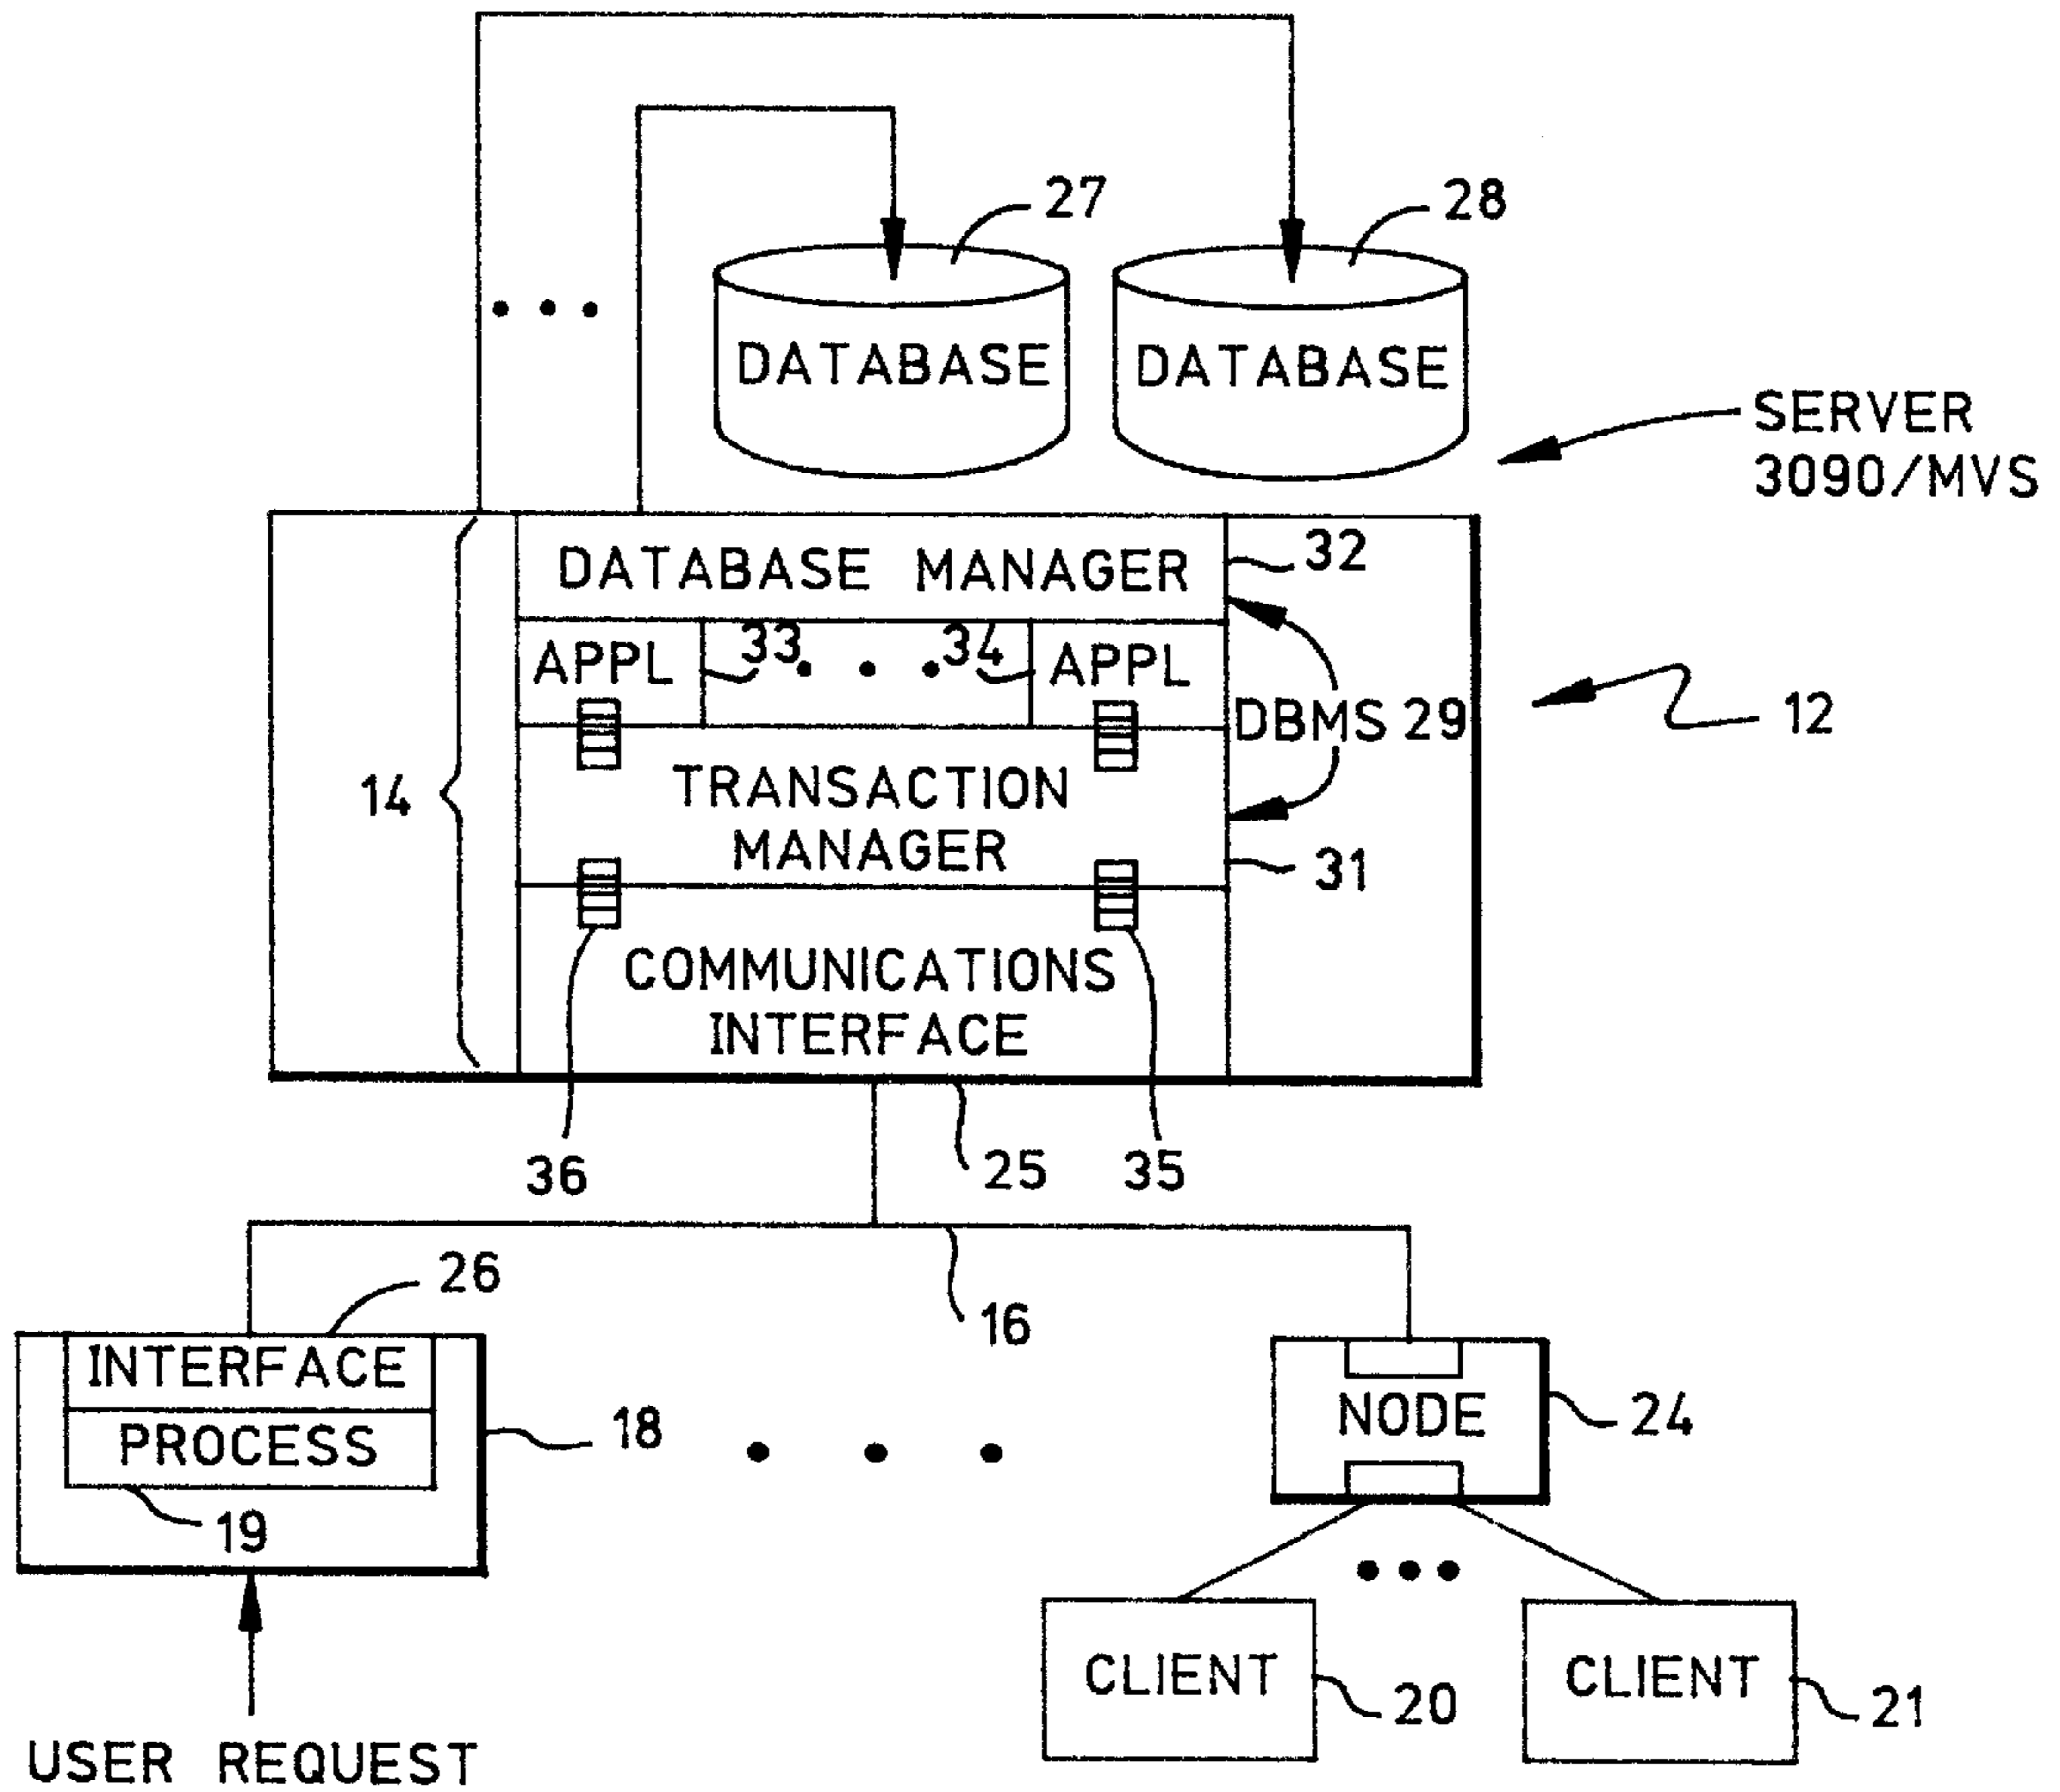 27
28
DATABASE
DATABASE
SERVER
3090/MVS
DATABASE MANAGER
32
APPL
33
34
APPL
DBMS 29
12
14
TRANSACTION
MANAGER
31
COMMUNICATIONS
INTERFACE
36
25
35
26
16
INTERFACE
PROCESS
18
19
NODE
24
CLIENT
20
CLIENT
21
USER REQUEST